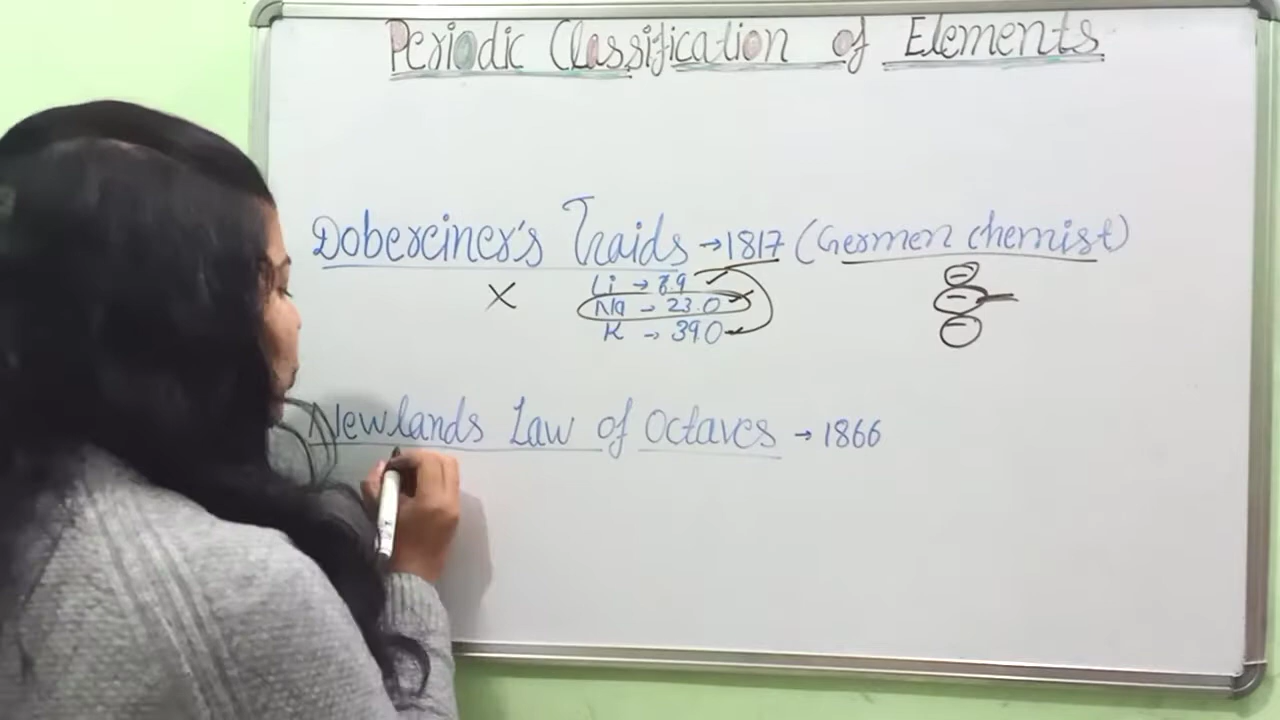 Periodic Classification of Elements
Dobereiner's Traids → 1817 (Germen chemist)
Li → 6.9
X Na → 23.0
K → 39.0
Newlands Law of Octaves → 1866